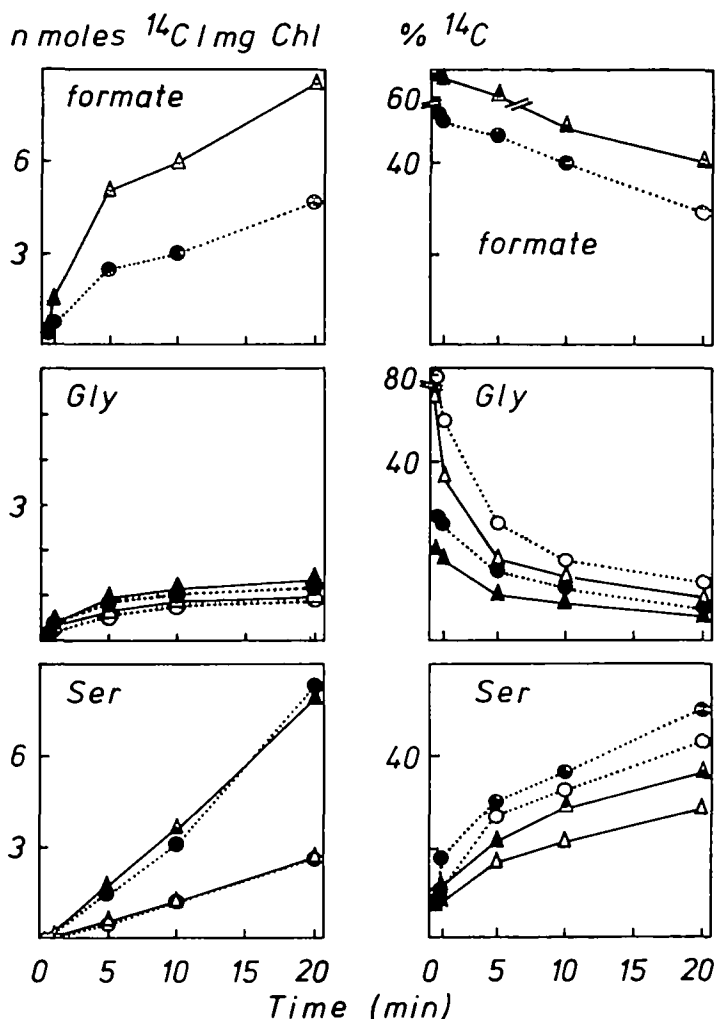 n moles ¹⁴C/mg Chl
% ¹⁴C
formate
6
3
60
40
formate
Gly
3
80
40
Gly
Ser
6
3
40
Ser
0 5 10 15 20
0 5 10 15 20
Time (min)